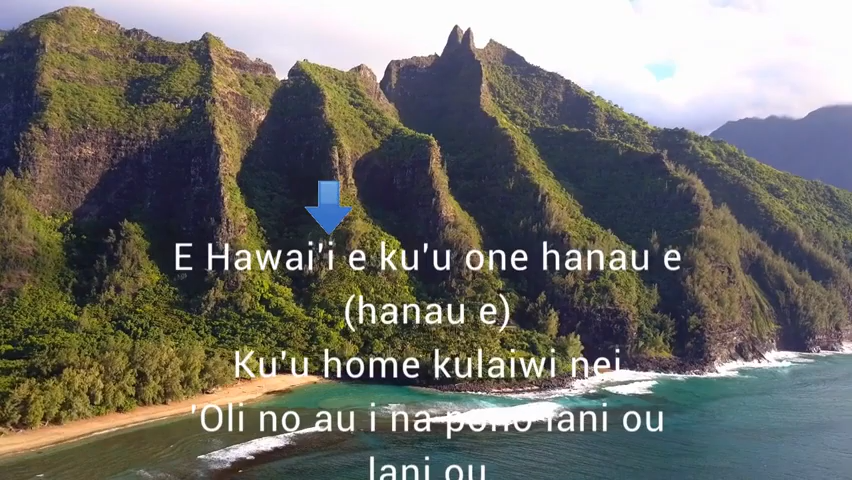 E Hawai'i e ku'u one hanau e
(hanau e)
Ku'u home kulaiwi nei
'Oli no au i na pono lani ou
lani ou